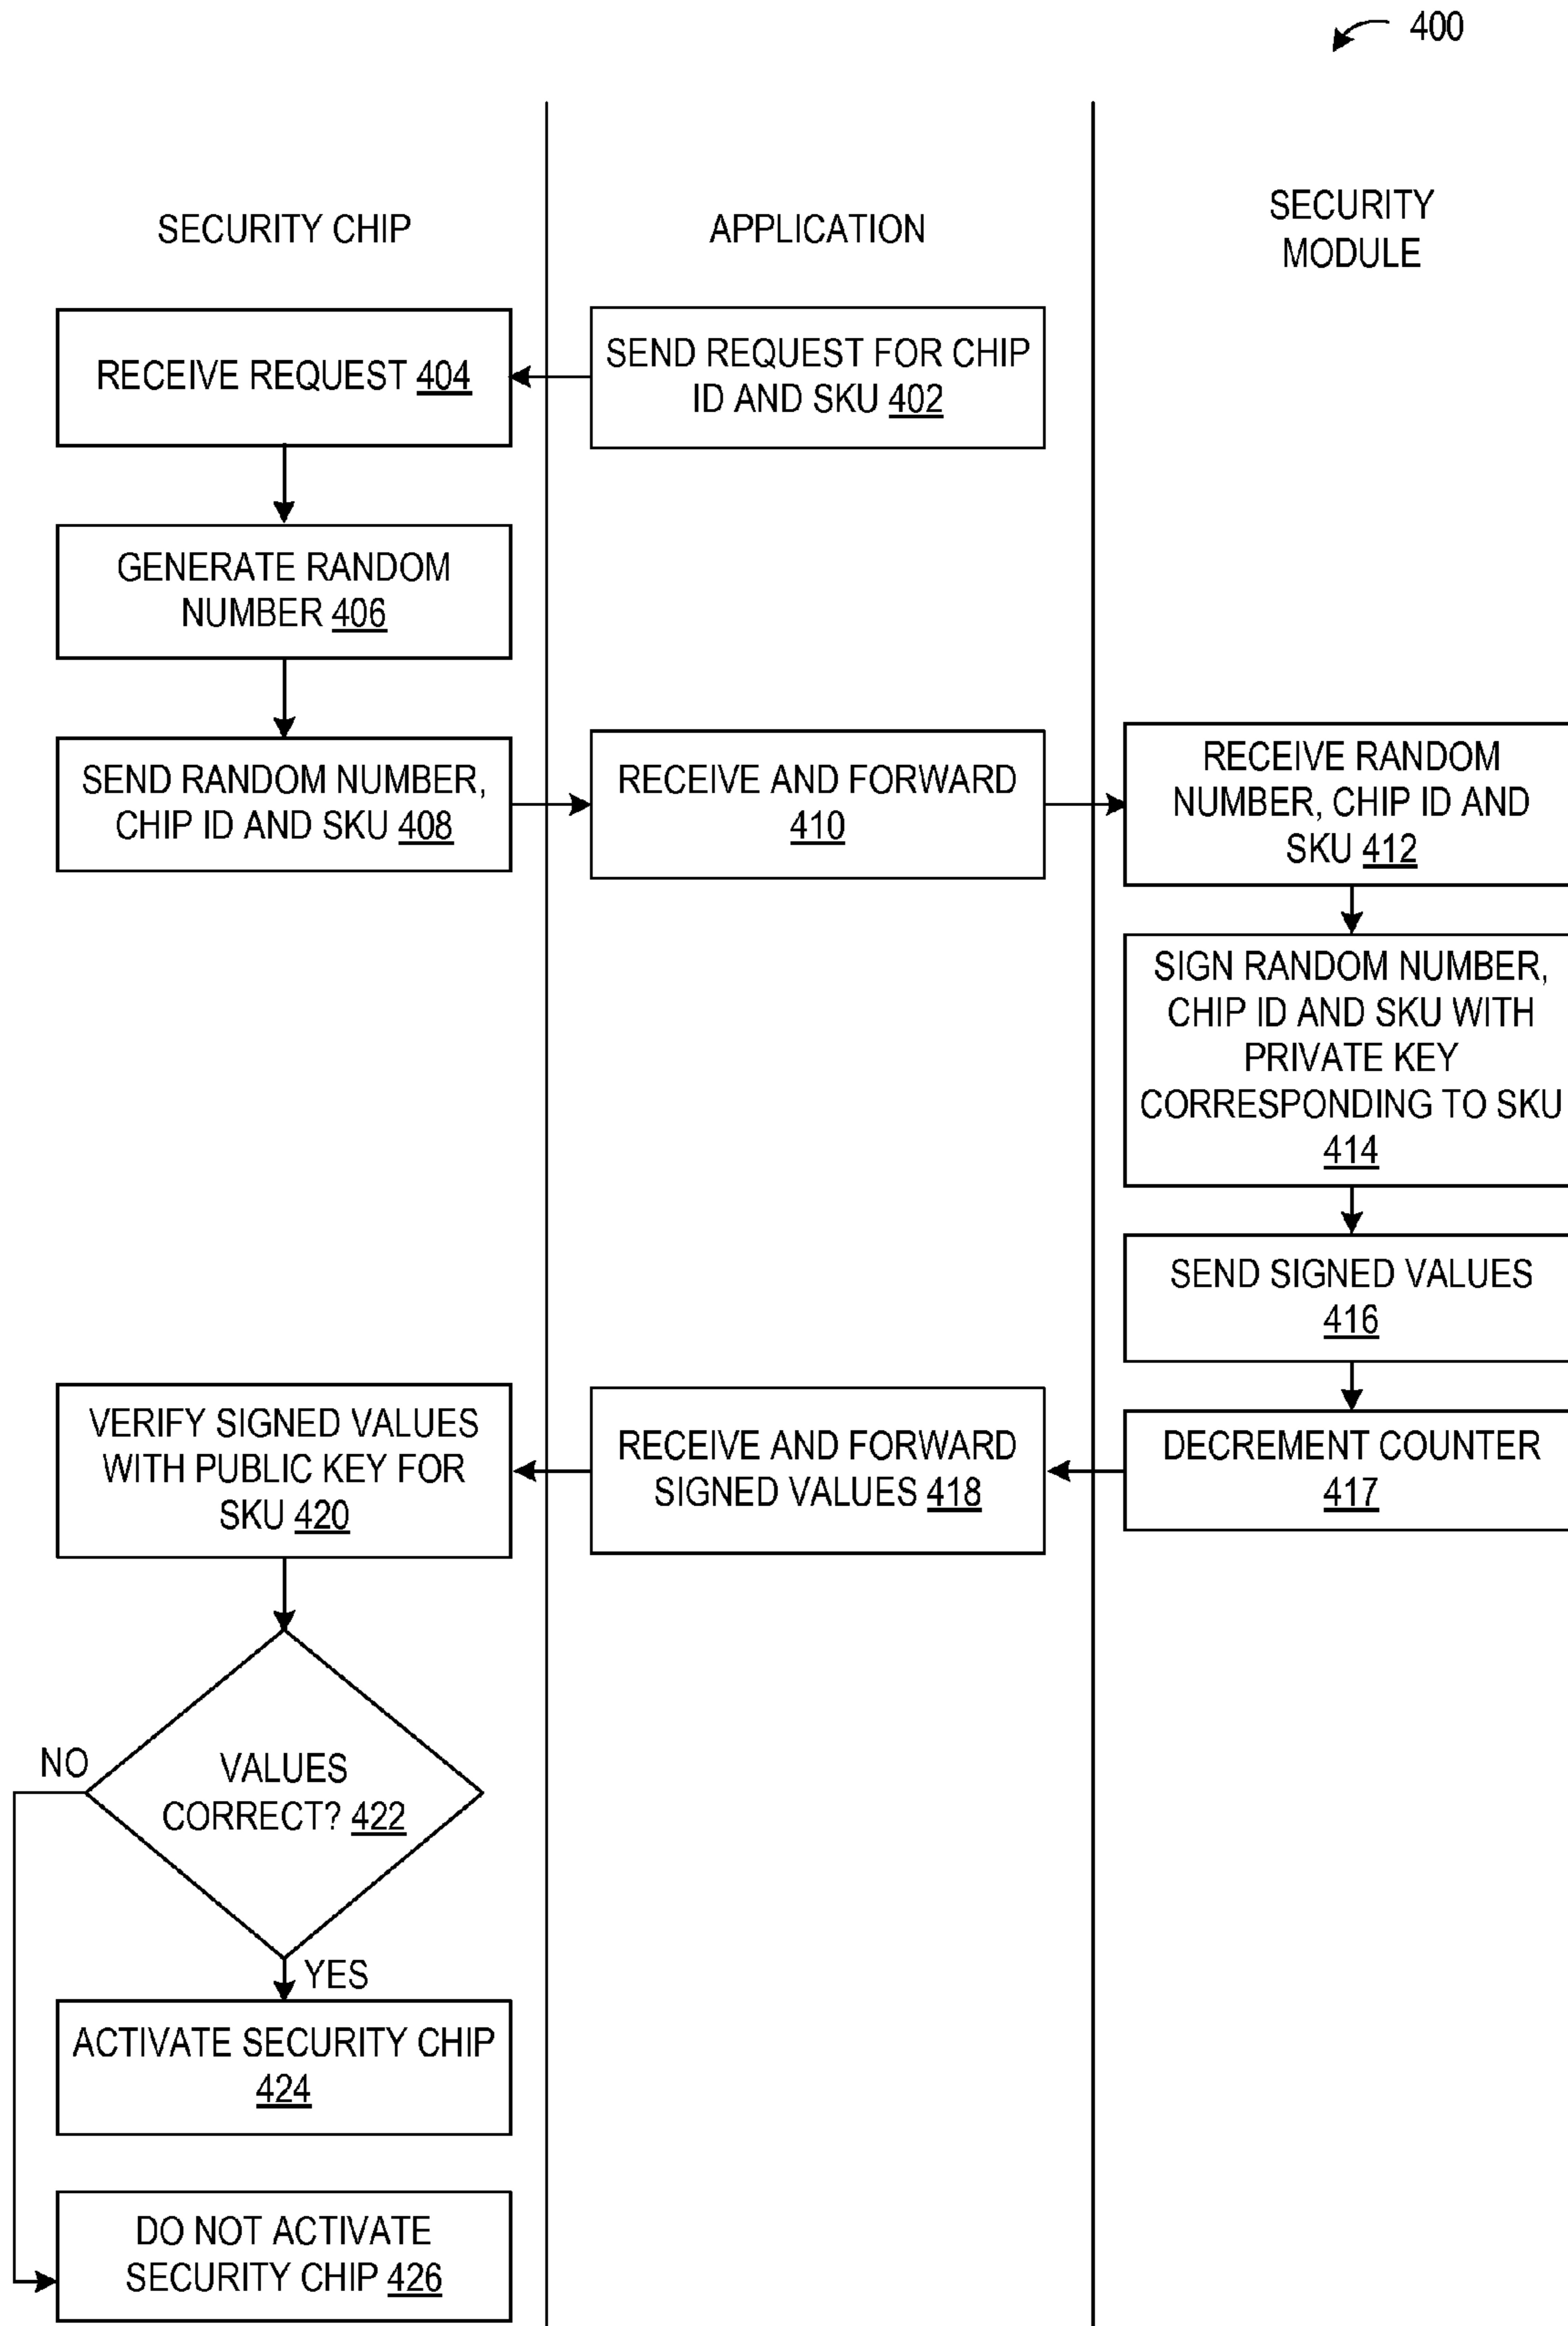 400
SECURITY CHIP
APPLICATION
SECURITY
MODULE
RECEIVE REQUEST 404
SEND REQUEST FOR CHIP
ID AND SKU 402
GENERATE RANDOM
NUMBER 406
SEND RANDOM NUMBER,
CHIP ID AND SKU 408
RECEIVE AND FORWARD
410
RECEIVE RANDOM
NUMBER, CHIP ID AND
SKU 412
SIGN RANDOM NUMBER,
CHIP ID AND SKU WITH
PRIVATE KEY
CORRESPONDING TO SKU
414
SEND SIGNED VALUES
416
DECREMENT COUNTER
417
RECEIVE AND FORWARD
SIGNED VALUES 418
VERIFY SIGNED VALUES
WITH PUBLIC KEY FOR
SKU 420
VALUES
CORRECT? 422
NO
YES
ACTIVATE SECURITY CHIP
424
DO NOT ACTIVATE
SECURITY CHIP 426